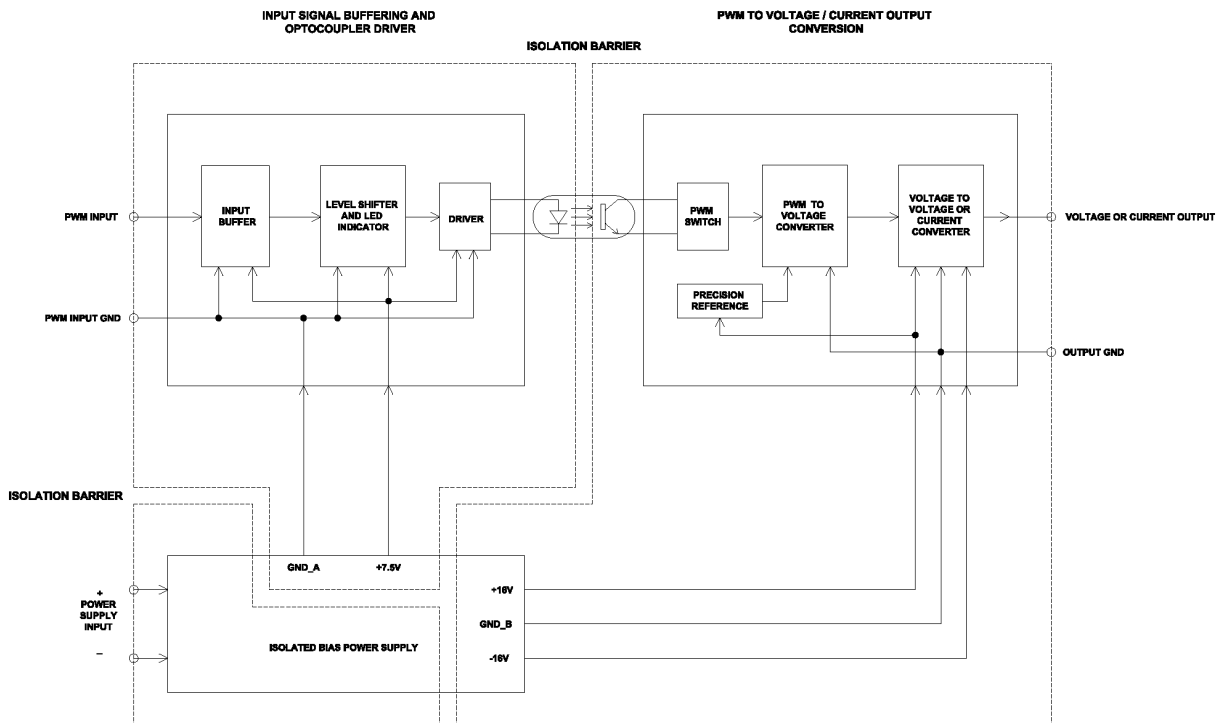 INPUT SIGNAL BUFFERING AND
OPTOCOUPLER DRIVER
PWM TO VOLTAGE / CURRENT OUTPUT
CONVERSION
ISOLATION BARRIER
PWM INPUT
INPUT
BUFFER
LEVEL SHIFTER
AND LED
INDICATOR
DRIVER
PWM
SWITCH
PWM TO
VOLTAGE
CONVERTER
VOLTAGE TO
VOLTAGE OR
CURRENT
CONVERTER
VOLTAGE OR CURRENT OUTPUT
PWM INPUT GND
PRECISION
REFERENCE
OUTPUT GND
ISOLATION BARRIER
GND_A
+7.5V
+
POWER
SUPPLY
INPUT
–
ISOLATED BIAS POWER SUPPLY
+16V
GND_B
-16V